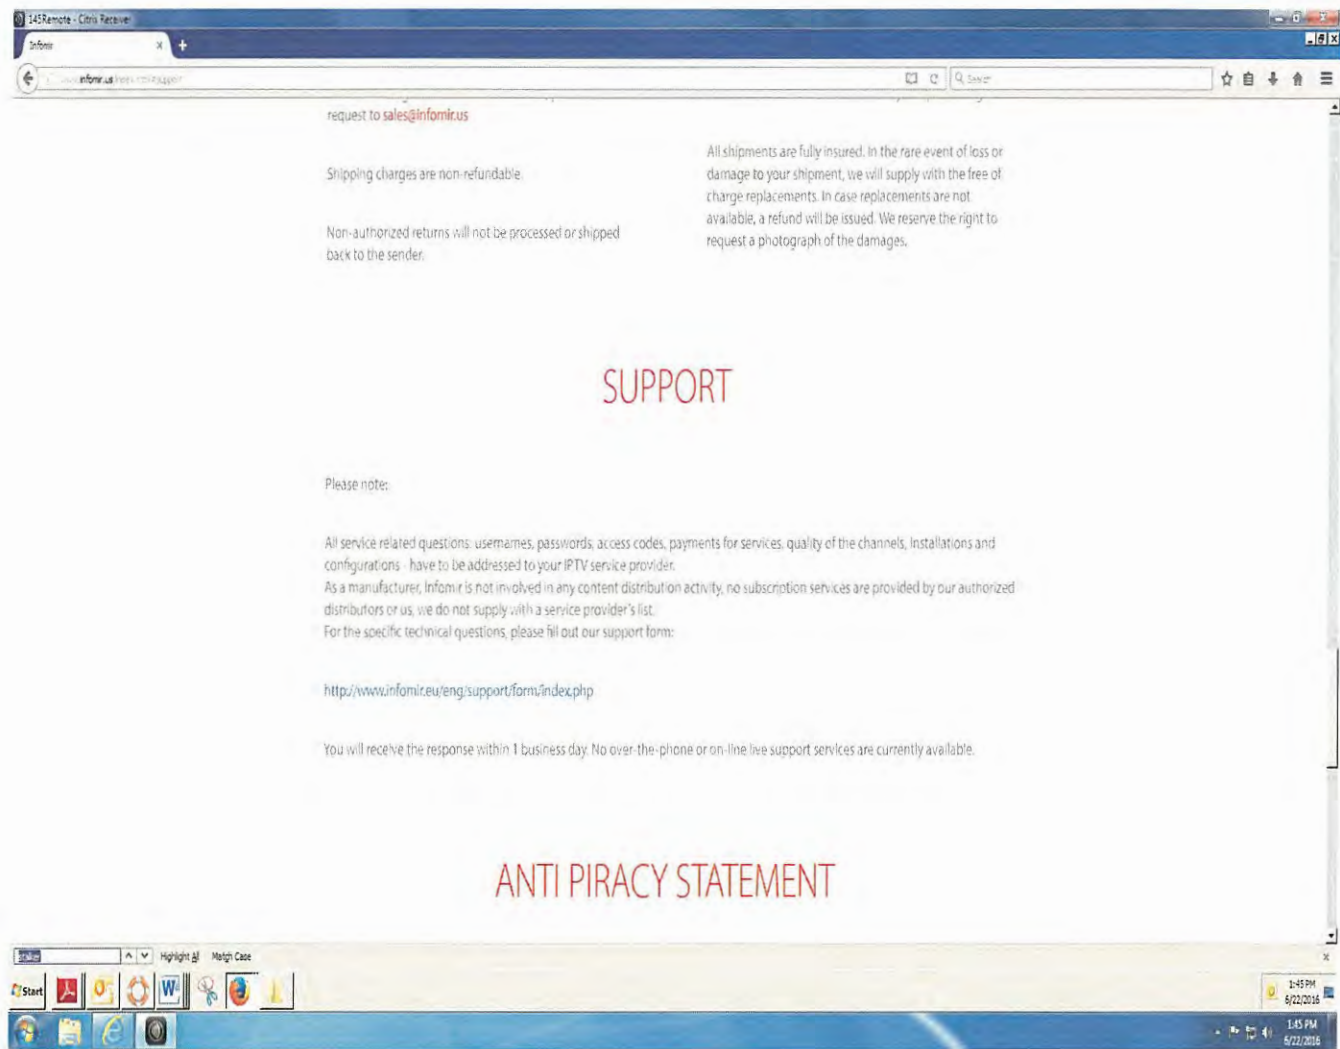 145Remote - Citrix Receiver
Infomir
infomir.us
Search
request to sales@infomir.us
Shipping charges are non-refundable.
Non-authorized returns will not be processed or shipped
back to the sender.
All shipments are fully insured. In the rare event of loss or
damage to your shipment, we will supply with the free of
charge replacements. In case replacements are not
available, a refund will be issued. We reserve the right to
request a photograph of the damages.
SUPPORT
Please note:
All service related questions: usernames, passwords, access codes, payments for services, quality of the channels, Installations and
configurations - have to be addressed to your IPTV service provider.
As a manufacturer, Infomir is not involved in any content distribution activity, no subscription services are provided by our authorized
distributors or us, we do not supply with a service provider's list.
For the specific technical questions, please fill out our support form:
http://www.infomir.eu/eng/support/form/index.php
You will receive the response within 1 business day. No over-the-phone or on-line live support services are currently available.
ANTI PIRACY STATEMENT
stalker
Highlight All Match Case
Start
1:45 PM
6/22/2016
1:45 PM
6/22/2016